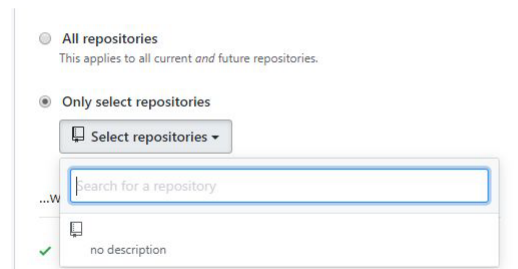 All repositories
This applies to all current and future repositories.
Only select repositories
Select repositories
Search for a repository
...w
no description